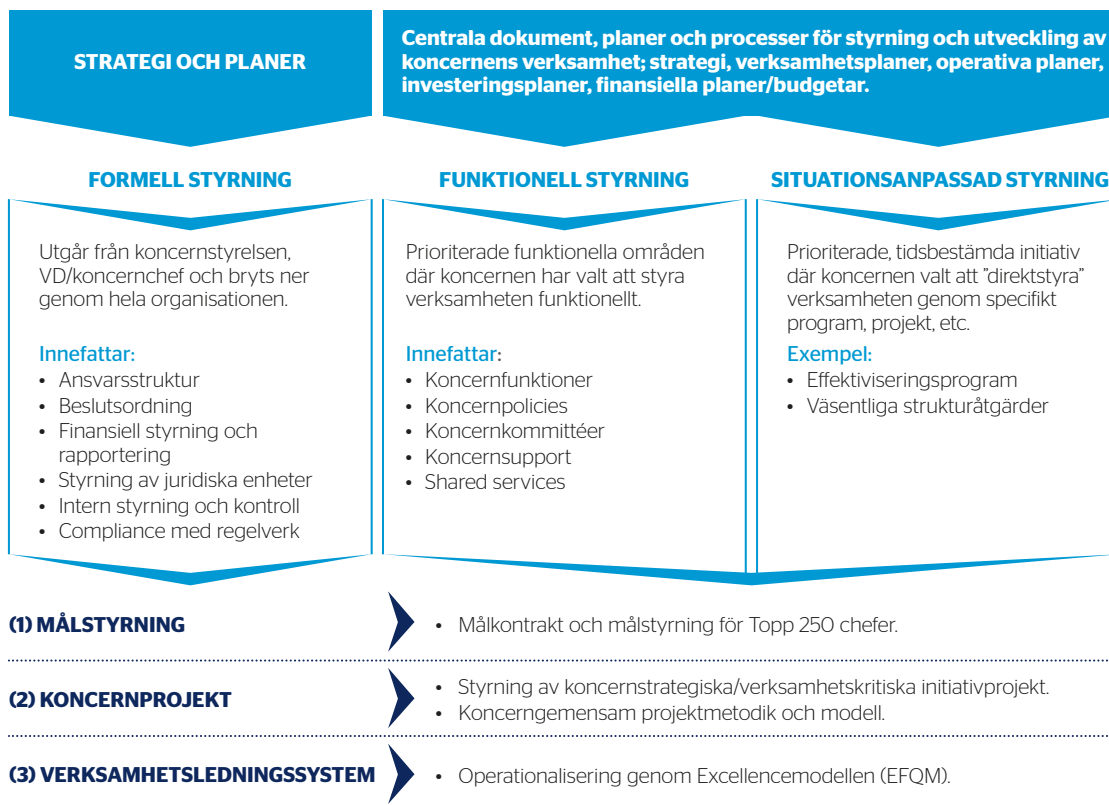 STRATEGI OCH PLANER
Centrala dokument, planer och processer för styrning och utveckling av
koncernens verksamhet; strategi, verksamhetsplaner, operativa planer,
investeringsplaner, finansiella planer/budgetar.
FORMELL STYRNING
Utgår från koncernstyrelsen,
VD/koncernchef och bryts ner
genom hela organisationen.
Innefattar:
• Ansvarsstruktur
• Beslutsordning
• Finansiell styrning och
rapportering
• Styrning av juridiska enheter
• Intern styrning och kontroll
• Compliance med regelverk
FUNKTIONELL STYRNING
Prioriterade funktionella områden
där koncernen har valt att styra
verksamheten funktionellt.
Innefattar:
• Koncernfunktioner
• Koncernpolicies
• Koncernkommittéer
• Koncernsupport
• Shared services
SITUATIONSANPASSAD STYRNING
Prioriterade, tidsbestämda initiativ
där koncernen valt att ”direktstyra”
verksamheten genom specifikt
program, projekt, etc.
Exempel:
• Effektiviseringsprogram
• Väsentliga strukturåtgärder
(1) MÅLSTYRNING
• Målkontrakt och målstyrning för Topp 250 chefer.
(2) KONCERNPROJEKT
• Styrning av koncernstrategiska/verksamhetskritiska initiativprojekt.
• Koncerngemensam projektmetodik och modell.
(3) VERKSAMHETSLEDNINGSSYSTEM
• Operationalisering genom Excellencemodellen (EFQM).